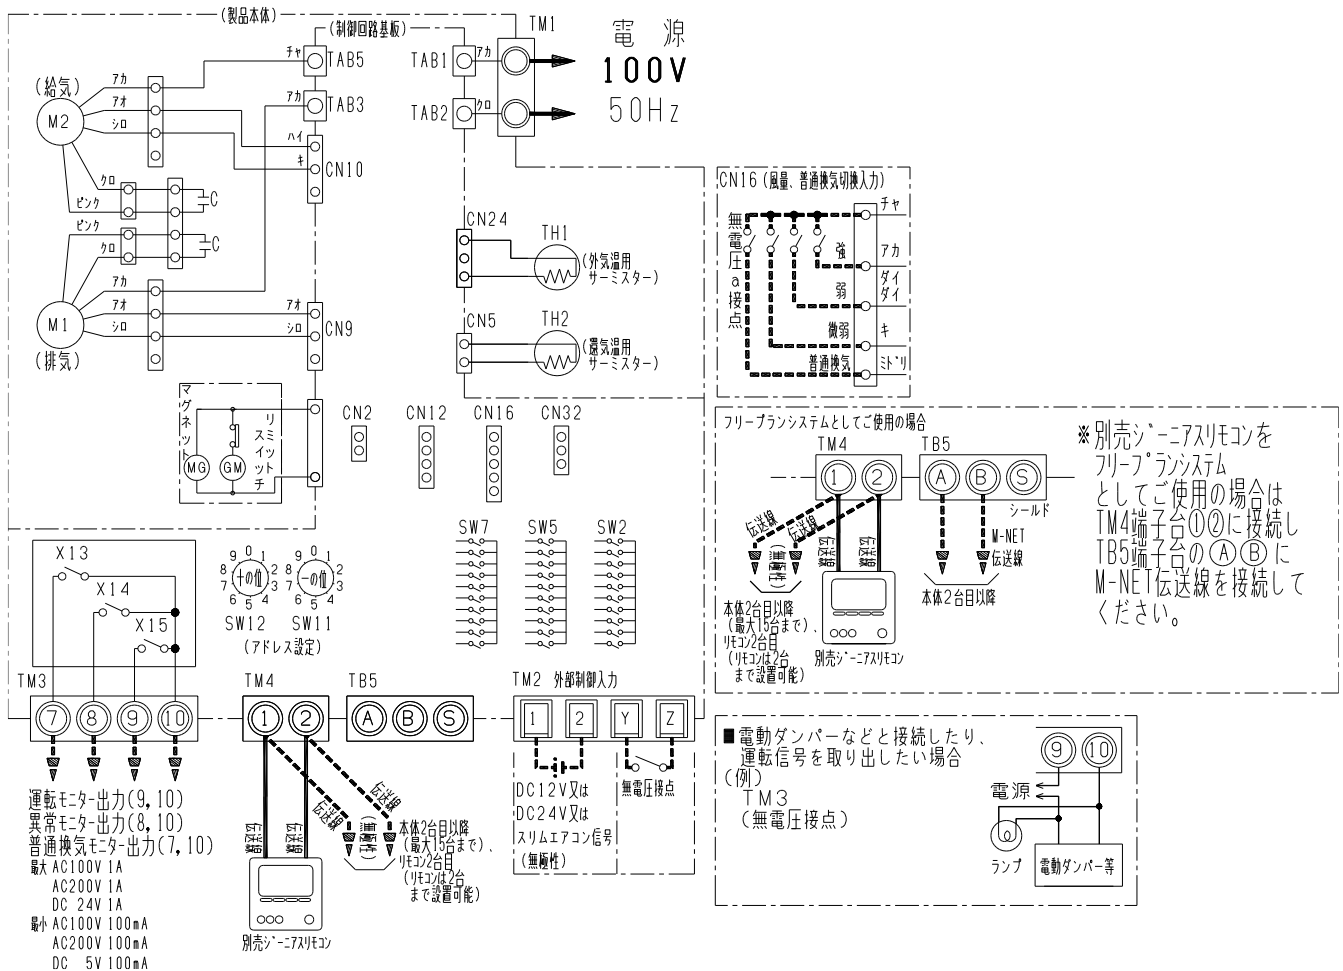 (製品本体)
(制御回路基板)
TM1
電　源
100V
50Hz
チャ
TAB5
TAB1
アカ
(給気)
アカ
M2
アオ
シロ
アカ
TAB3
TAB2
クロ
ハイ
キ
CN10
クロ
ピンク
C
ピンク
クロ
C
アカ
アオ
シロ
M1
(排気)
アオ
シロ
CN9
CN24
TH1
(外気温用
サーミスター)
CN5
TH2
(還気温用
サーミスター)
CN16(風量、普通換気切換入力)
無電圧a接点
チャ
強
アカ
弱
ダイ
ダイ
微弱
キ
普通換気
ミドリ
マグネット
リミットスイッチ
MG
GM
CN2
CN12
CN16
CN32
SW7
SW5
SW2
X13
X14
X15
9 0 1
8 2
7 3
6 5 4
十の位
SW12
9 0 1
8 2
7 3
6 5 4
一の位
SW11
(アドレス設定)
TM3
7 8 9 10
TM4
1 2
TB5
A B S
TM2 外部制御入力
1 2 Y Z
運転モニター出力(9,10)
異常モニター出力(8,10)
普通換気モニター出力(7,10)
最大 AC100V 1A
AC200V 1A
DC 24V 1A
最小 AC100V 100mA
AC200V 100mA
DC 5V 100mA
伝送線
伝送線
伝送線
伝送線
(無極性)
本体2台目以降
(最大15台まで)、
リモコン2台目
(リモコンは2台
まで設置可能)
別売ジーニアスリモコン
DC12V又は
DC24V又は
スリムエアコン信号
(無極性)
無電圧接点
フリープランシステムとしてご使用の場合
TM4
1 2
TB5
A B S
シールド
伝送線
伝送線
伝送線
伝送線
(無極性)
M-NET
伝送線
本体2台目以降
本体2台目以降
(最大15台まで)、
リモコン2台目
(リモコンは2台
まで設置可能)
別売ジーニアスリモコン
※別売ジーニアスリモコンを
フリープランシステム
としてご使用の場合は
TM4端子台①②に接続し
TB5端子台のⒶⒷに
M-NET伝送線を接続して
ください。
■電動ダンパーなどと接続したり、
運転信号を取り出したい場合
(例)
TM3
(無電圧接点)
9 10
電源
ランプ
電動ダンパー等